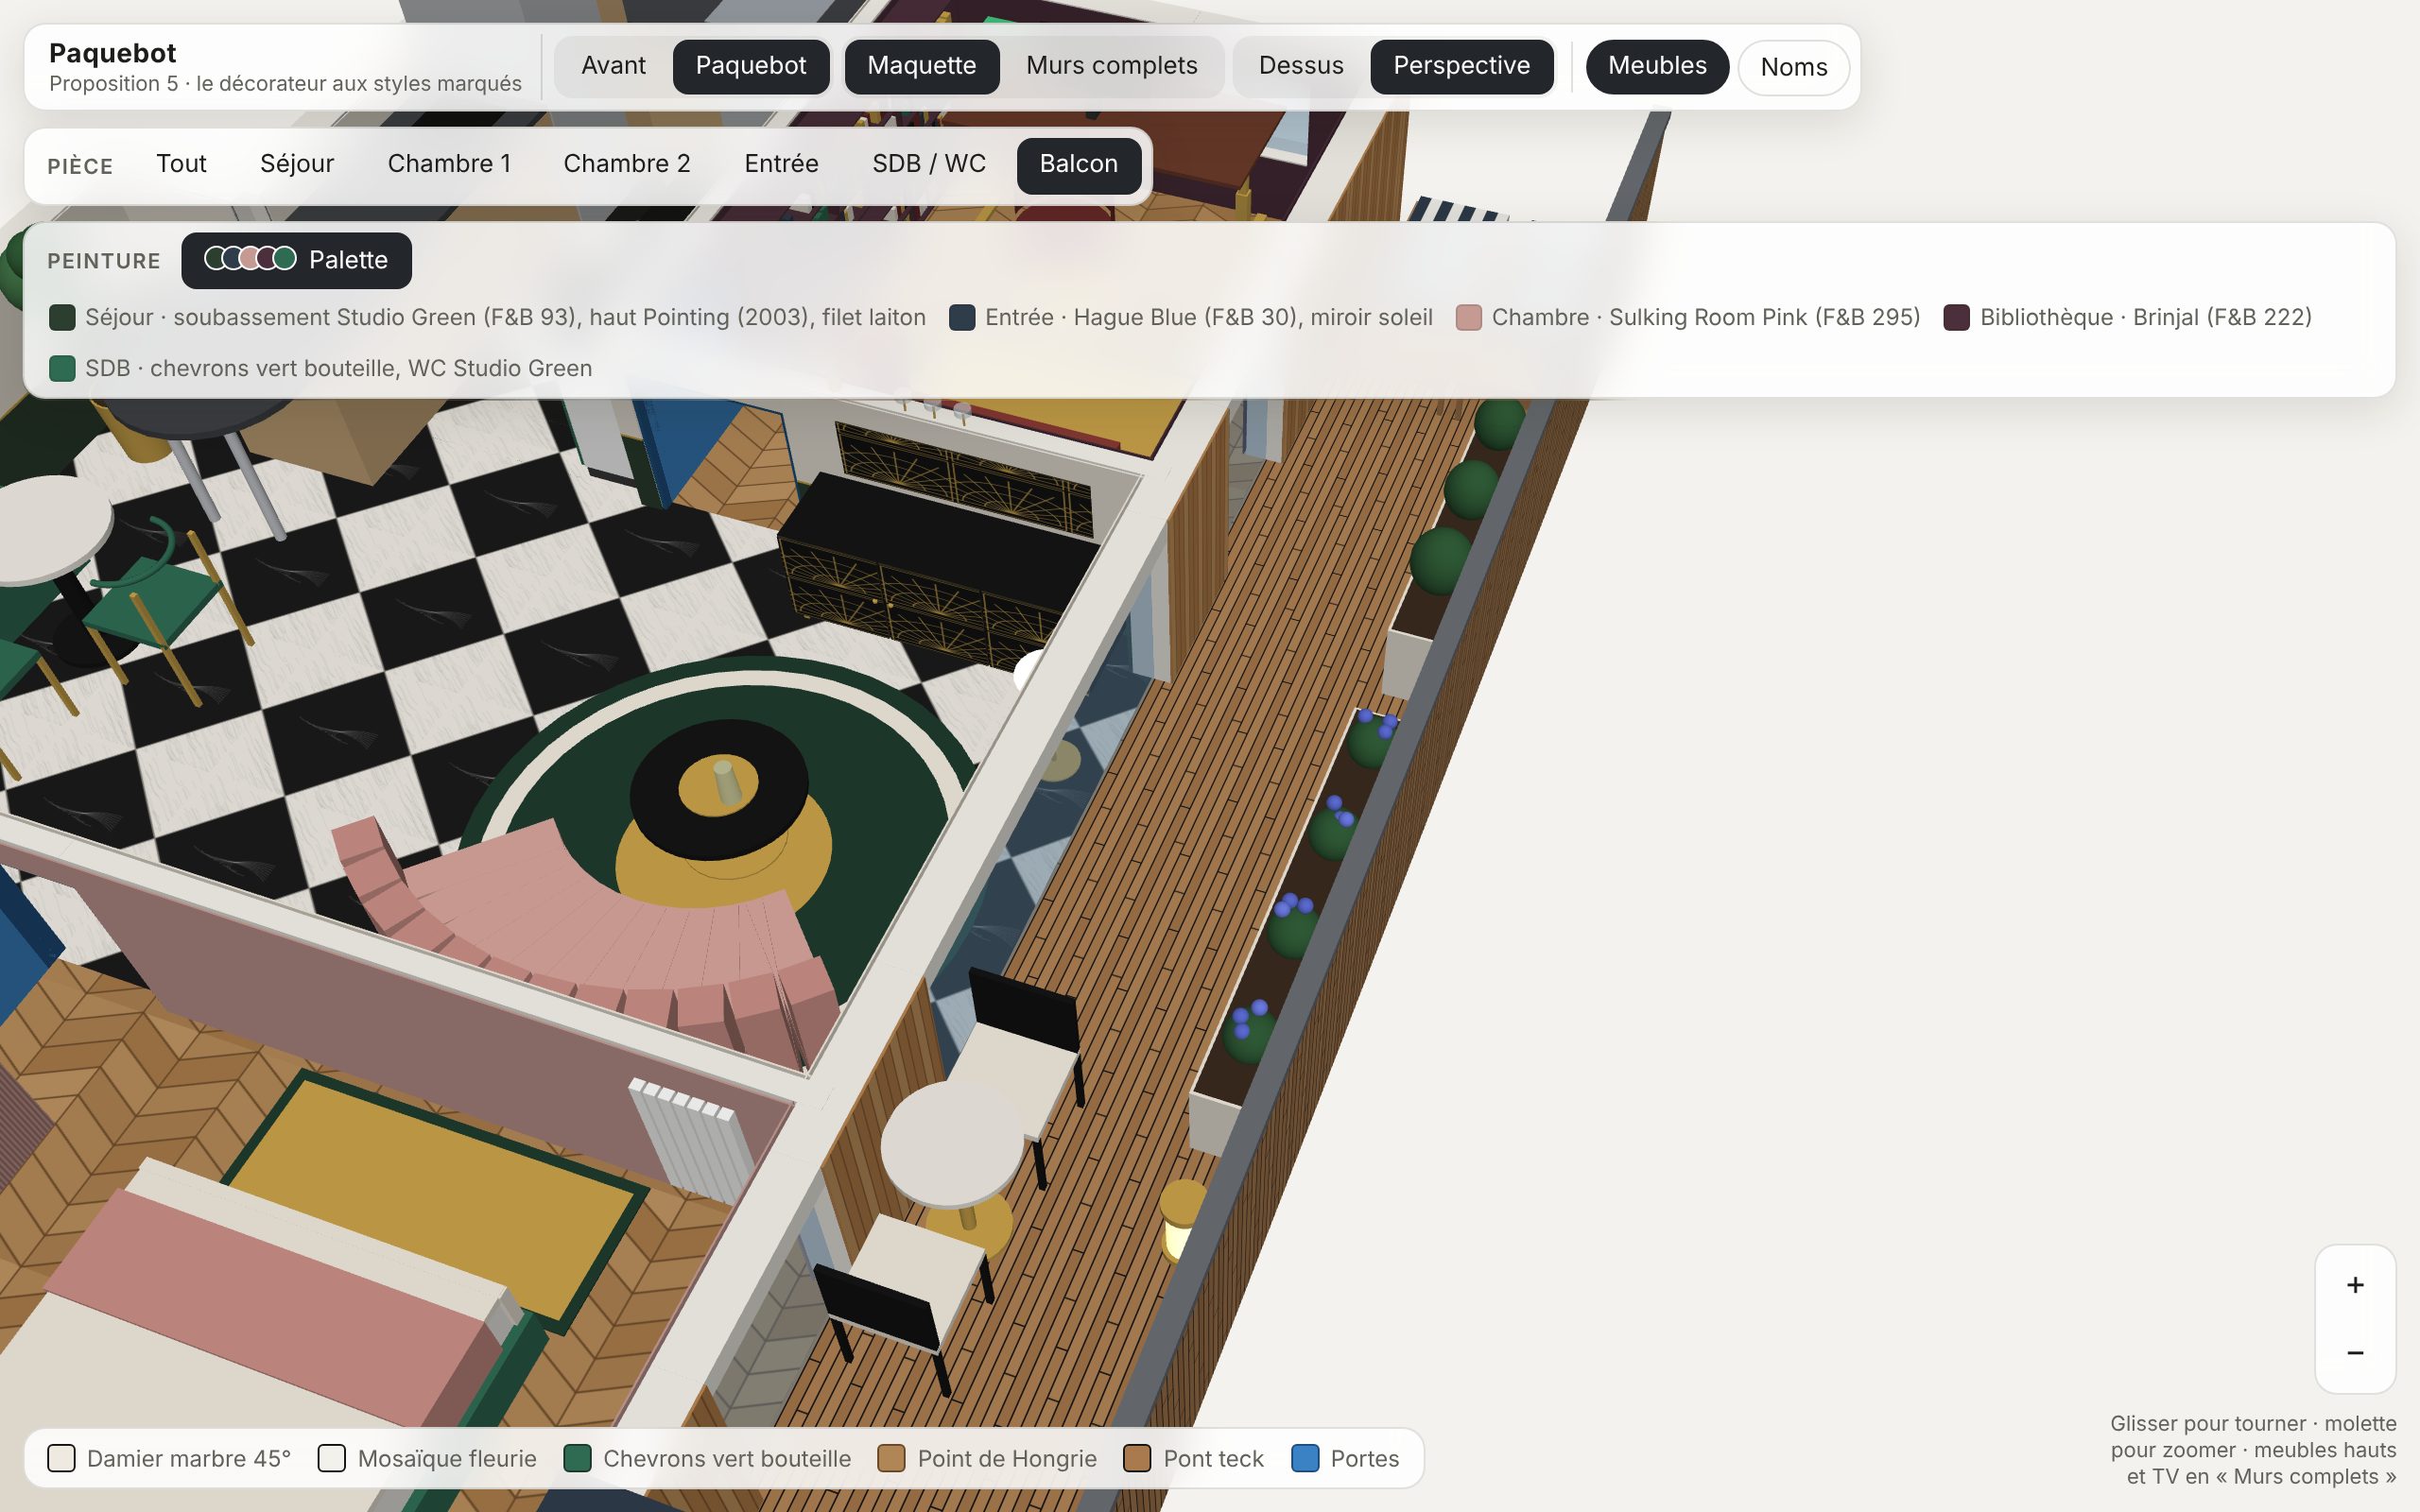 Paquebot
Proposition 5 · le décorateur aux styles marqués
Avant Paquebot Maquette Murs complets Dessus Perspective Meubles Noms
PIÈCE Tout Séjour Chambre 1 Chambre 2 Entrée SDB / WC Balcon
PEINTURE Palette
Séjour · soubassement Studio Green (F&B 93), haut Pointing (2003), filet laiton Entrée · Hague Blue (F&B 30), miroir soleil Chambre · Sulking Room Pink (F&B 295) Bibliothèque · Brinjal (F&B 222)
SDB · chevrons vert bouteille, WC Studio Green
+
−
Glisser pour tourner · molette
pour zoomer · meubles hauts
et TV en « Murs complets »
Damier marbre 45° Mosaïque fleurie Chevrons vert bouteille Point de Hongrie Pont teck Portes